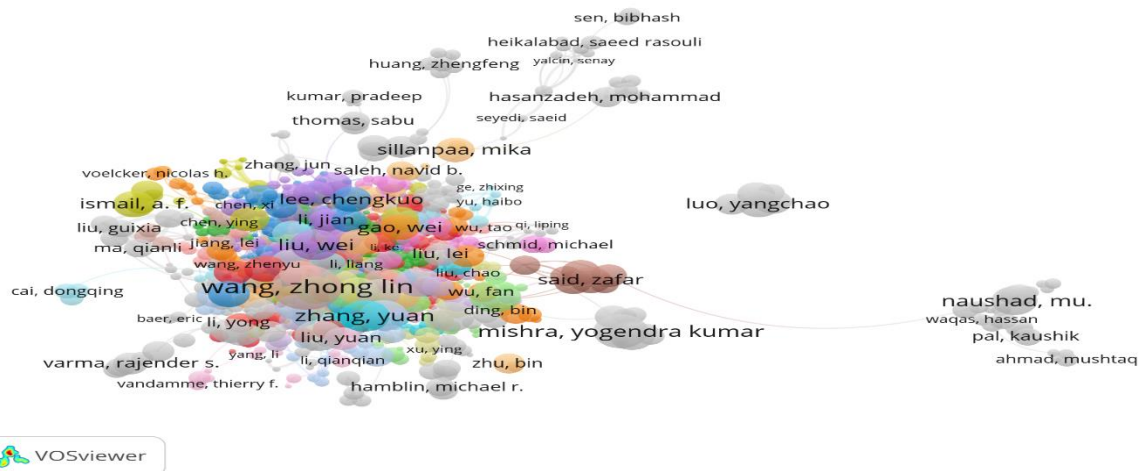 sen, bibhash
heikalabad, saeed rasouli
huang, zhengfeng
yalcin, senay
kumar, pradeep
hasanzadeh, mohammad
thomas, sabu
seyedi, saeid
sillanpaa, mika
zhang, jun
voelcker, nicolas h.
saleh, navid b.
ge, zhixing
ismail, a. f.
chen, xi
lee, chengkuo
yu, haibo
luo, yangchao
liu, guixia
chen, ying
li, jian
gao, wei
wu, tao
qi, liping
ma, qianli
jiang, lei
liu, wei
li, ke
liu, lei
schmid, michael
wang, zhenyu
li, liang
liu, chao
said, zafar
cai, dongqing
wang, zhong lin
wu, fan
naushad, mu.
baer, eric
li, yong
zhang, yuan
ding, bin
waqas, hassan
liu, yuan
mishra, yogendra kumar
pal, kaushik
yang, li
li, qianqian
xu, ying
varma, rajender s.
zhu, bin
ahmad, mushtaq
vandamme, thierry f.
hamblin, michael r.
VOSviewer